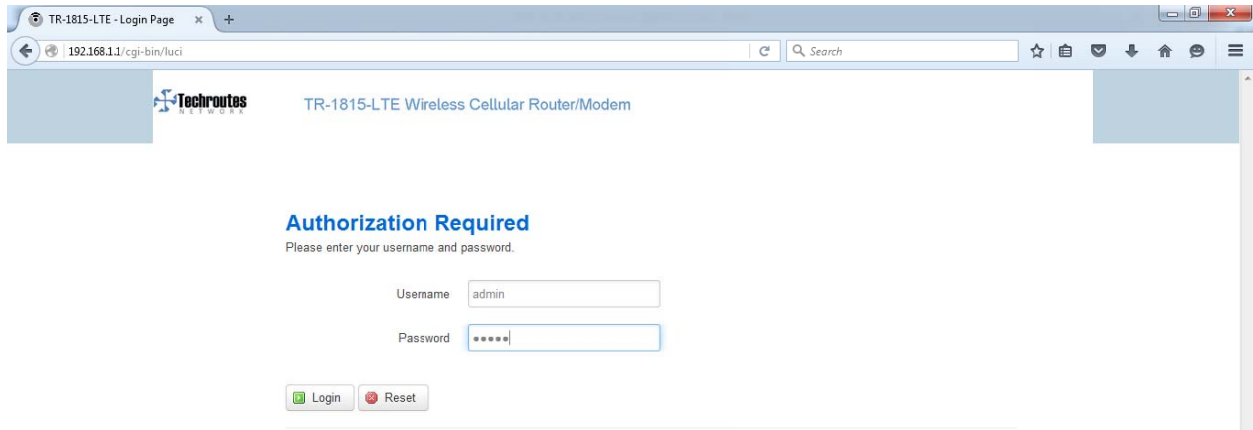 TR-1815-LTE - Login Page
192.168.1.1/cgi-bin/luci
Search
Techroutes
NETWORK
TR-1815-LTE Wireless Cellular Router/Modem
Authorization Required
Please enter your username and password.
Username admin
Password •••••
Login Reset